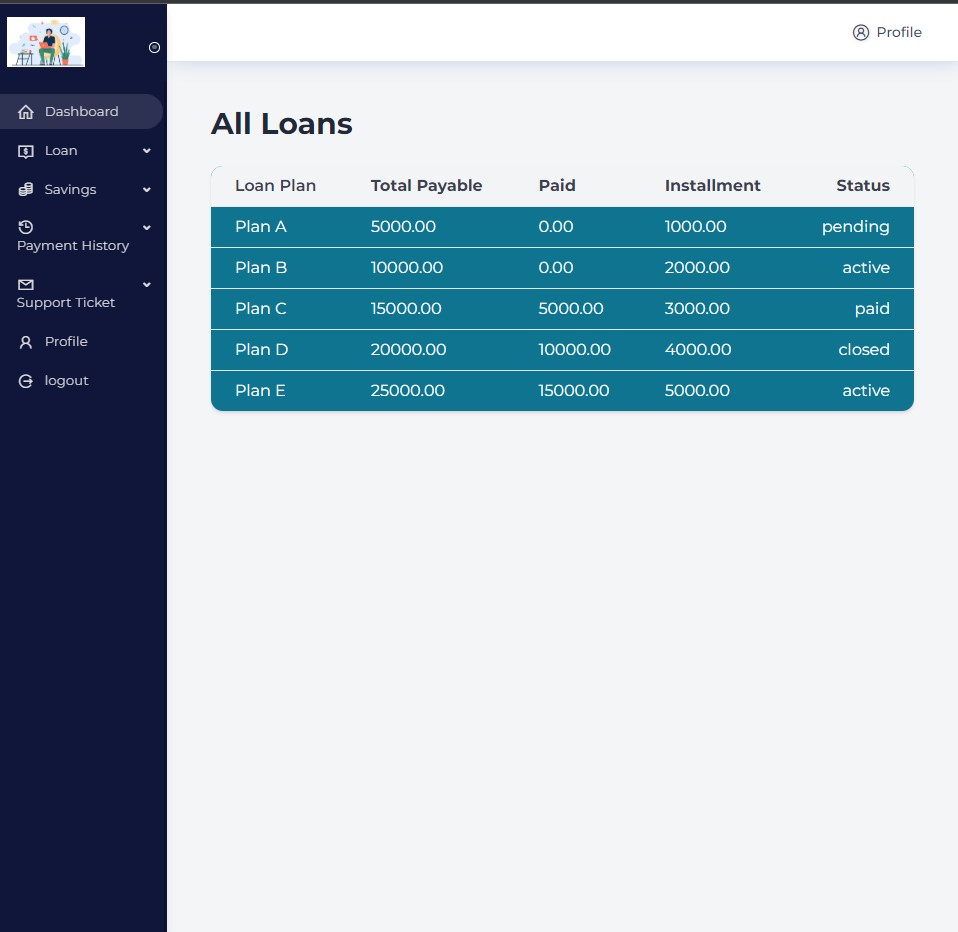 Profile
Dashboard
Loan
Savings
Payment History
Support Ticket
Profile
logout
All Loans
Loan Plan Total Payable Paid Installment Status
Plan A 5000.00 0.00 1000.00 pending
Plan B 10000.00 0.00 2000.00 active
Plan C 15000.00 5000.00 3000.00 paid
Plan D 20000.00 10000.00 4000.00 closed
Plan E 25000.00 15000.00 5000.00 active